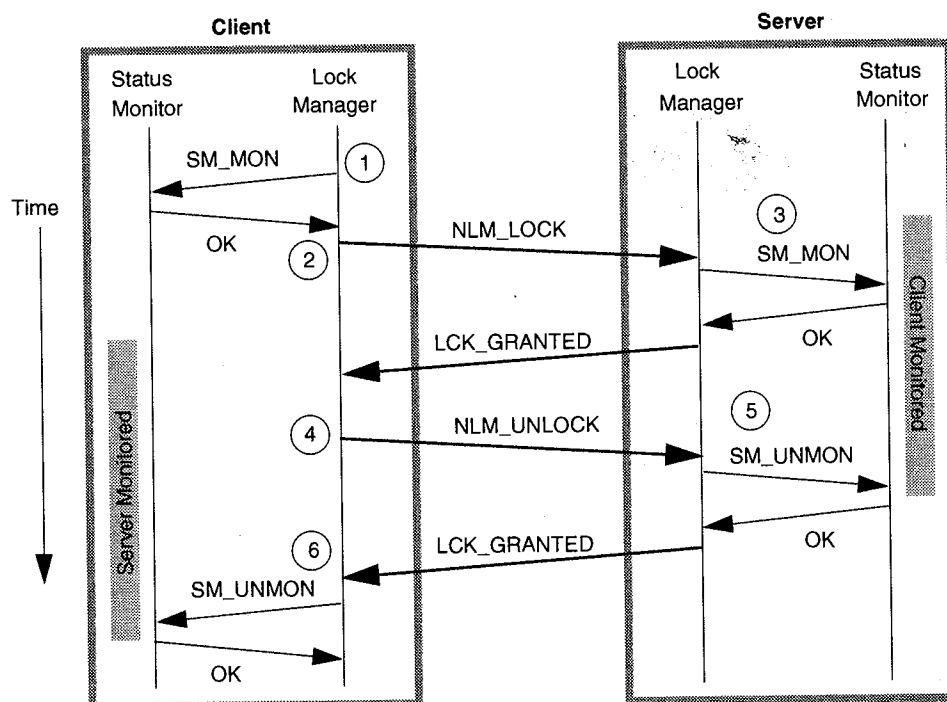 Client
Server
Status
Monitor
Lock
Manager
Lock
Manager
Status
Monitor
SM_MON
1
Time
OK
2
NLM_LOCK
3
SM_MON
OK
LCK_GRANTED
Client Monitored
4
NLM_UNLOCK
5
SM_UNMON
OK
Server Monitored
6
LCK_GRANTED
SM_UNMON
OK